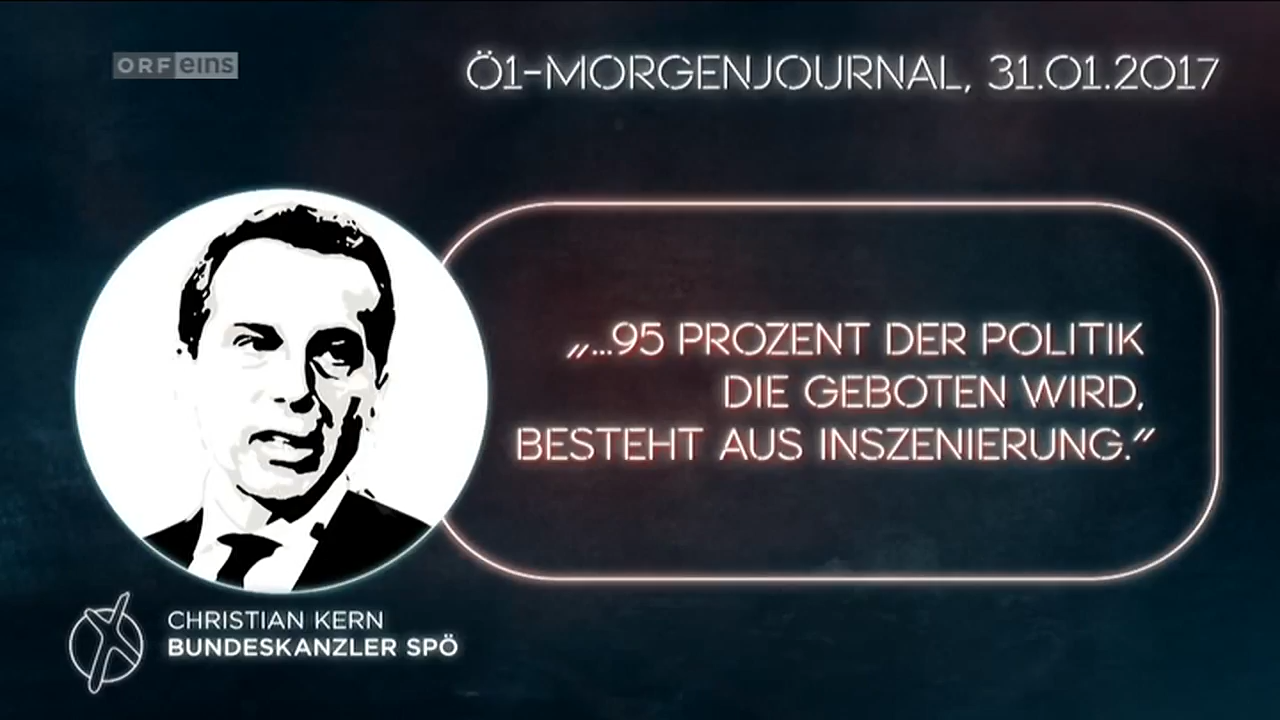 ORF eins
Ö1-MORGENJOURNAL, 31.01.2017
„...95 PROZENT DER POLITIK
DIE GEBOTEN WIRD,
BESTEHT AUS INSZENIERUNG.“
CHRISTIAN KERN
BUNDESKANZLER SPÖ